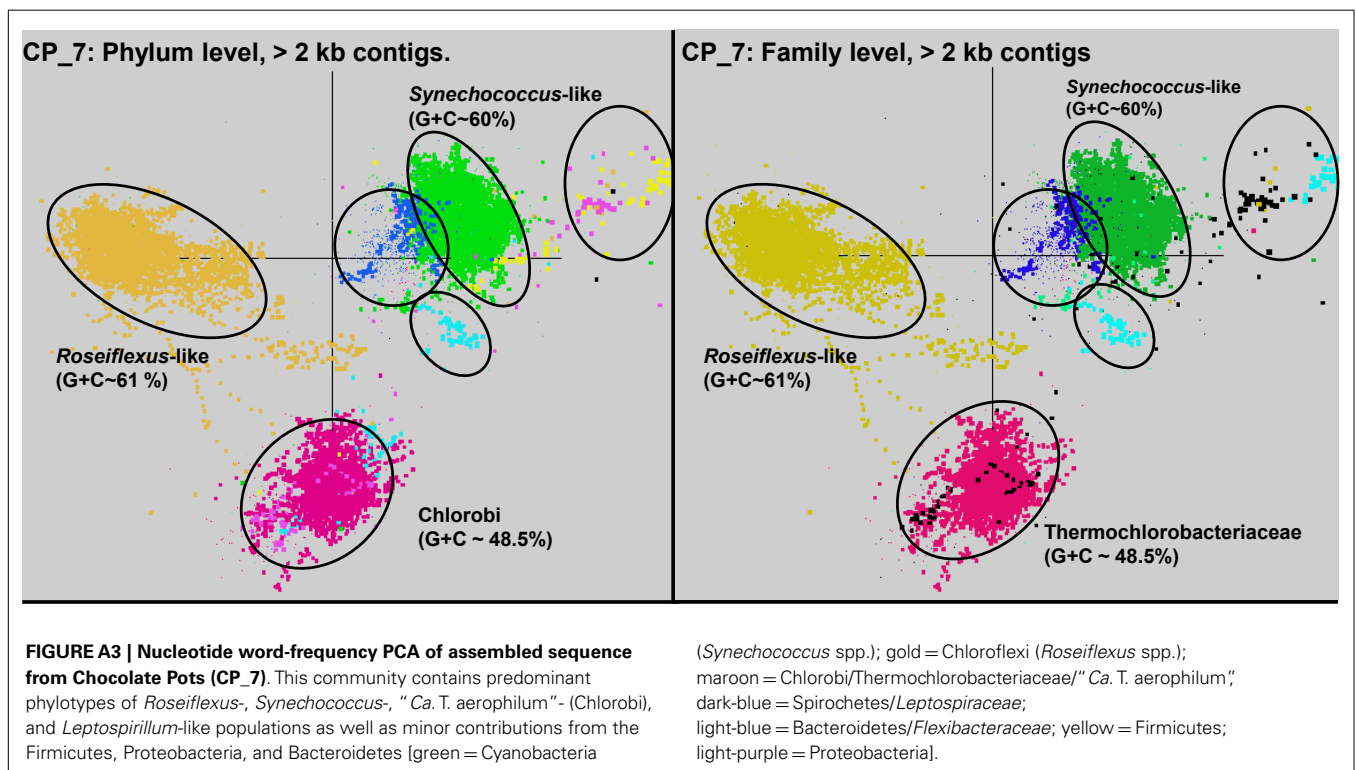 CP_7: Phylum level, > 2 kb contigs.
Synechococcus-like
(G+C~60%)
Roseiflexus-like
(G+C~61 %)
Chlorobi
(G+C ~ 48.5%)
CP_7: Family level, > 2 kb contigs
Synechococcus-like
(G+C~60%)
Roseiflexus-like
(G+C~61%)
Thermochlorobacteriaceae
(G+C ~ 48.5%)
FIGURE A3 | Nucleotide word-frequency PCA of assembled sequence
from Chocolate Pots (CP_7). This community contains predominant
phylotypes of Roseiflexus-, Synechococcus-, “Ca. T. aerophilum”- (Chlorobi),
and Leptospirillum-like populations as well as minor contributions from the
Firmicutes, Proteobacteria, and Bacteroidetes [green = Cyanobacteria
(Synechococcus spp.); gold = Chloroflexi (Roseiflexus spp.);
maroon = Chlorobi/Thermochlorobacteriaceae/“Ca. T. aerophilum”,
dark-blue = Spirochetes/Leptospiraceae;
light-blue = Bacteroidetes/Flexibacteraceae; yellow = Firmicutes;
light-purple = Proteobacteria].